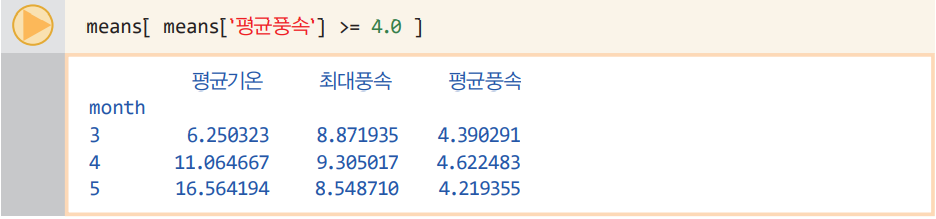 means[ means['평균풍속'] >= 4.0 ]
평균기온 최대풍속 평균풍속
month
3 6.250323 8.871935 4.390291
4 11.064667 9.305017 4.622483
5 16.564194 8.548710 4.219355